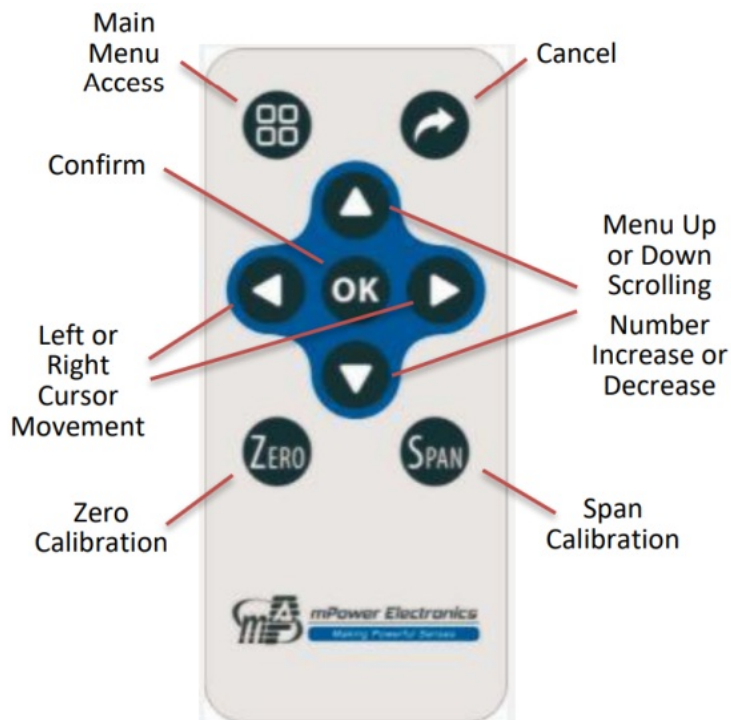 Main
Menu
Access
Cancel
Confirm
OK
Menu Up
or Down
Scrolling
Number
Increase or
Decrease
Left or
Right
Cursor
Movement
ZERO
SPAN
Zero
Calibration
Span
Calibration
mPower Electronics
Making Powerful Senses